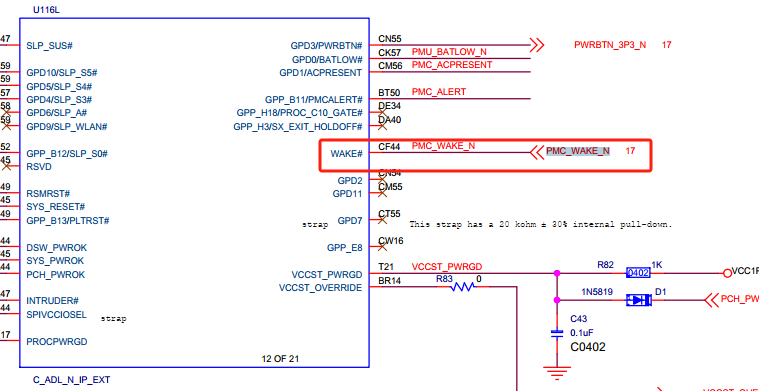 U116L
47 SLP_SUS# GPD3/PWRBTN# CN55 PWRBTN_3P3_N 17
GPD0/BATLOW# CK57 PMU_BATLOW_N
59 GPD10/SLP_S5# GPD1/ACPRESENT CM56 PMC_ACPRESENT
59 GPD5/SLP_S4#
57 GPD4/SLP_S3# GPP_B11/PMCALERT# BT50 PMC_ALERT
58 GPD6/SLP_A# GPP_H18/PROC_C10_GATE# DE34
59 GPD9/SLP_WLAN# GPP_H3/SX_EXIT_HOLDOFF# DA40
52 GPP_B12/SLP_S0# WAKE# CF44 PMC_WAKE_N PMC_WAKE_N 17
45 RSVD
GPD2 CN54
49 RSMRST# GPD11 CM55
45 SYS_RESET#
49 GPP_B13/PLTRST# strap GPD7 CT55 This strap has a 20 kohm ± 30% internal pull-down.
44 DSW_PWROK GPP_E8 CW16
45 SYS_PWROK
44 PCH_PWROK VCCST_PWRGD T21 VCCST_PWRGD R82 0402 1K
VCCST_OVERRIDE BR14 R83 0
47 INTRUDER# 1N5819 D1
44 SPIVCCIOSEL strap
C43
0.1uF
17 PROCPWRGD C0402
12 OF 21
C_ADL_N_IP_EXT